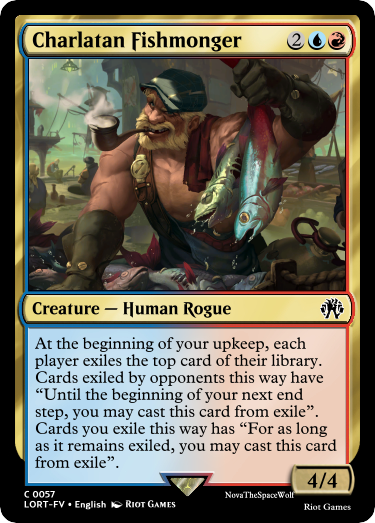 Charlatan Fishmonger 2
Creature — Human Rogue
At the beginning of your upkeep, each
player exiles the top card of their library.
Cards exiled by opponents this way have
“Until the beginning of your next end
step, you may cast this card from exile”.
Cards you exile this way has “For as long
as it remains exiled, you may cast this card
from exile”.
4/4
C 0057
LORT-FV • English Riot Games
NovaTheSpaceWolf
Riot Games